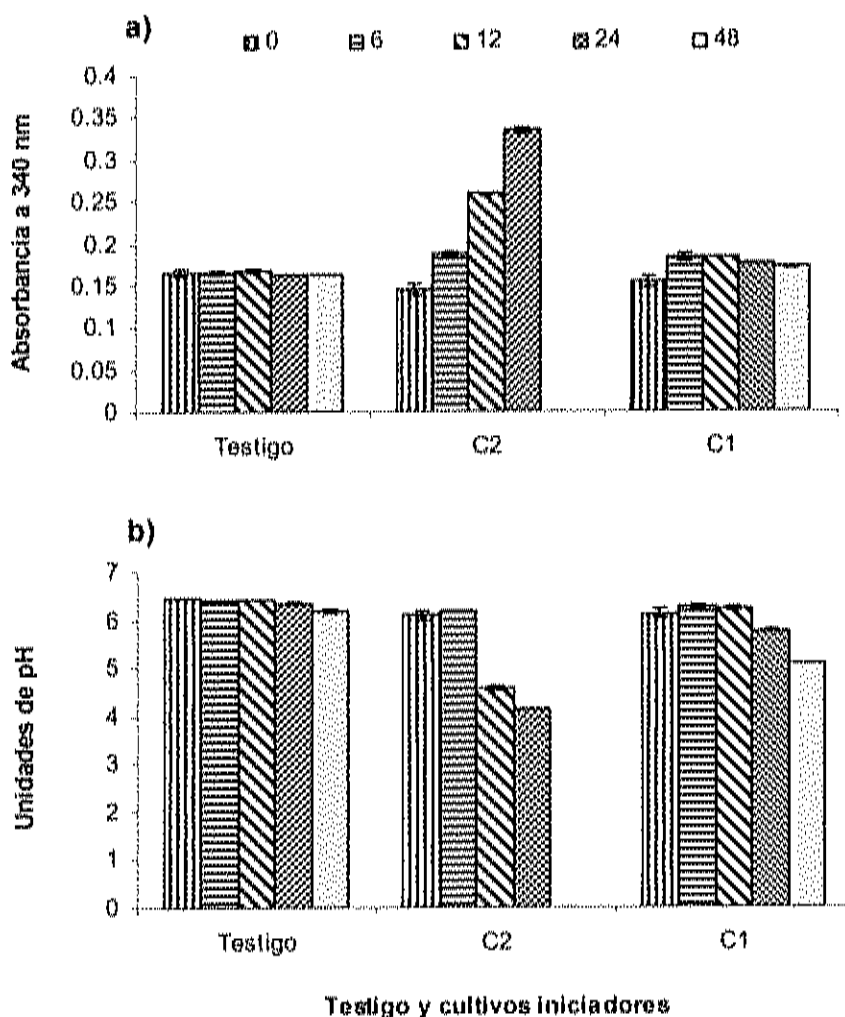 a)
0 6 12 24 48
Absorbancia a 340 nm
0.4
0.35
0.3
0.25
0.2
0.15
0.1
0.05
0
Testigo C2 C1
b)
Unidades de pH
7
6
5
4
3
2
1
0
Testigo C2 C1
Testigo y cultivos iniciadores